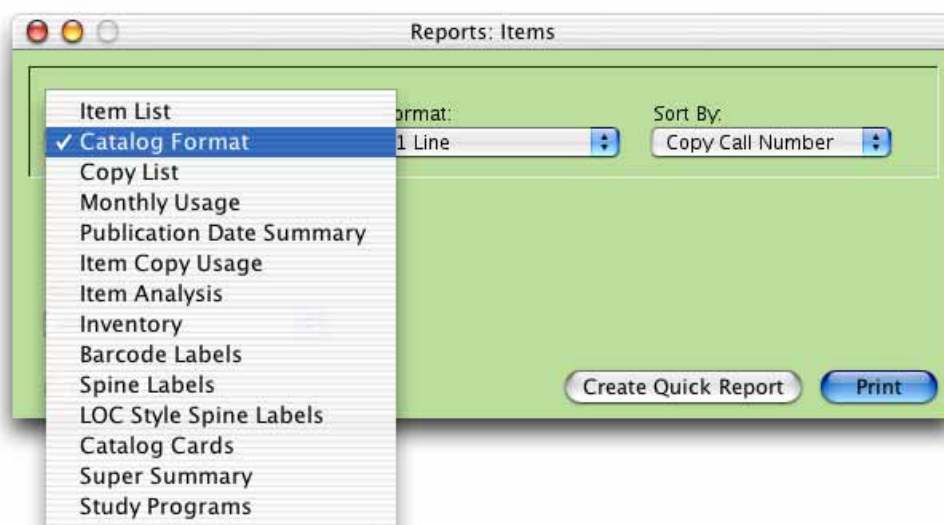 Reports: Items
Item List
✓ Catalog Format
Copy List
Monthly Usage
Publication Date Summary
Item Copy Usage
Item Analysis
Inventory
Barcode Labels
Spine Labels
LOC Style Spine Labels
Catalog Cards
Super Summary
Study Programs
ormat:
1 Line
Sort By:
Copy Call Number
Create Quick Report
Print